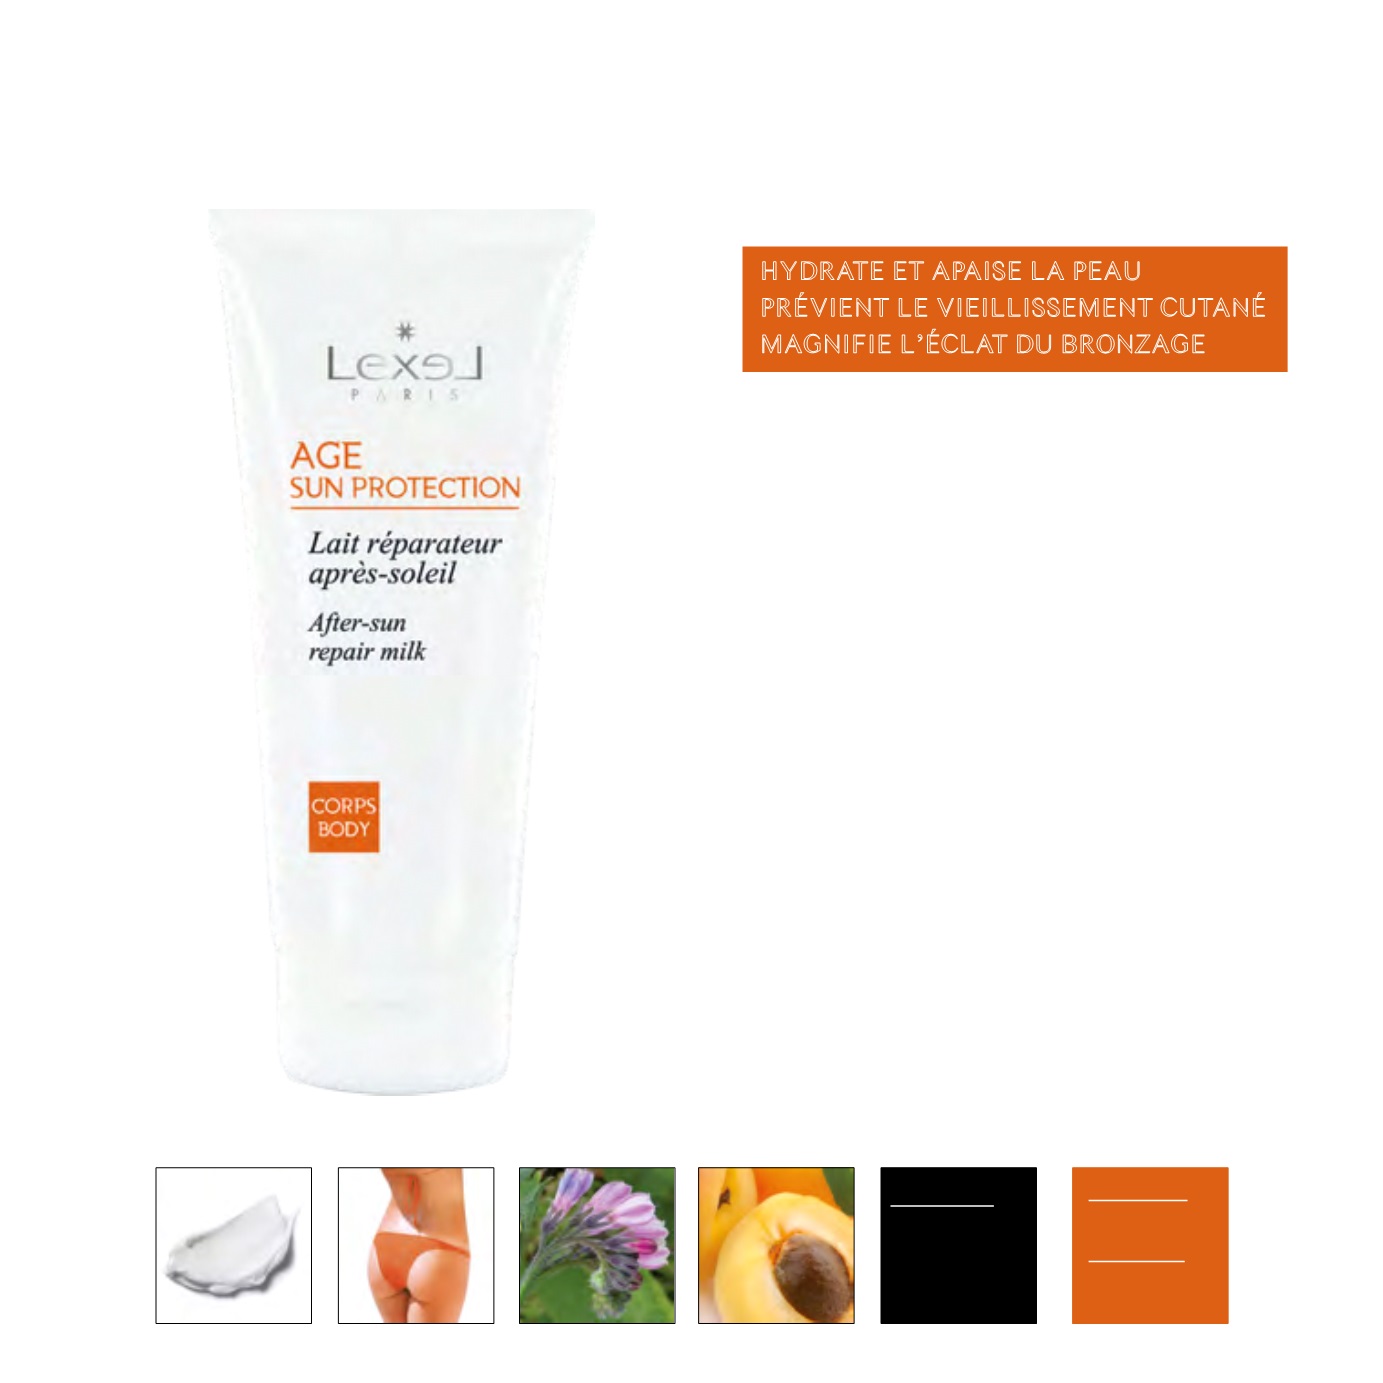 Lexel
PARIS
AGE
SUN PROTECTION
Lait réparateur
après-soleil
After-sun
repair milk
CORPS
BODY
HYDRATE ET APAISE LA PEAU
PRÉVIENT LE VIEILLISSEMENT CUTANÉ
MAGNIFIE L’ÉCLAT DU BRONZAGE